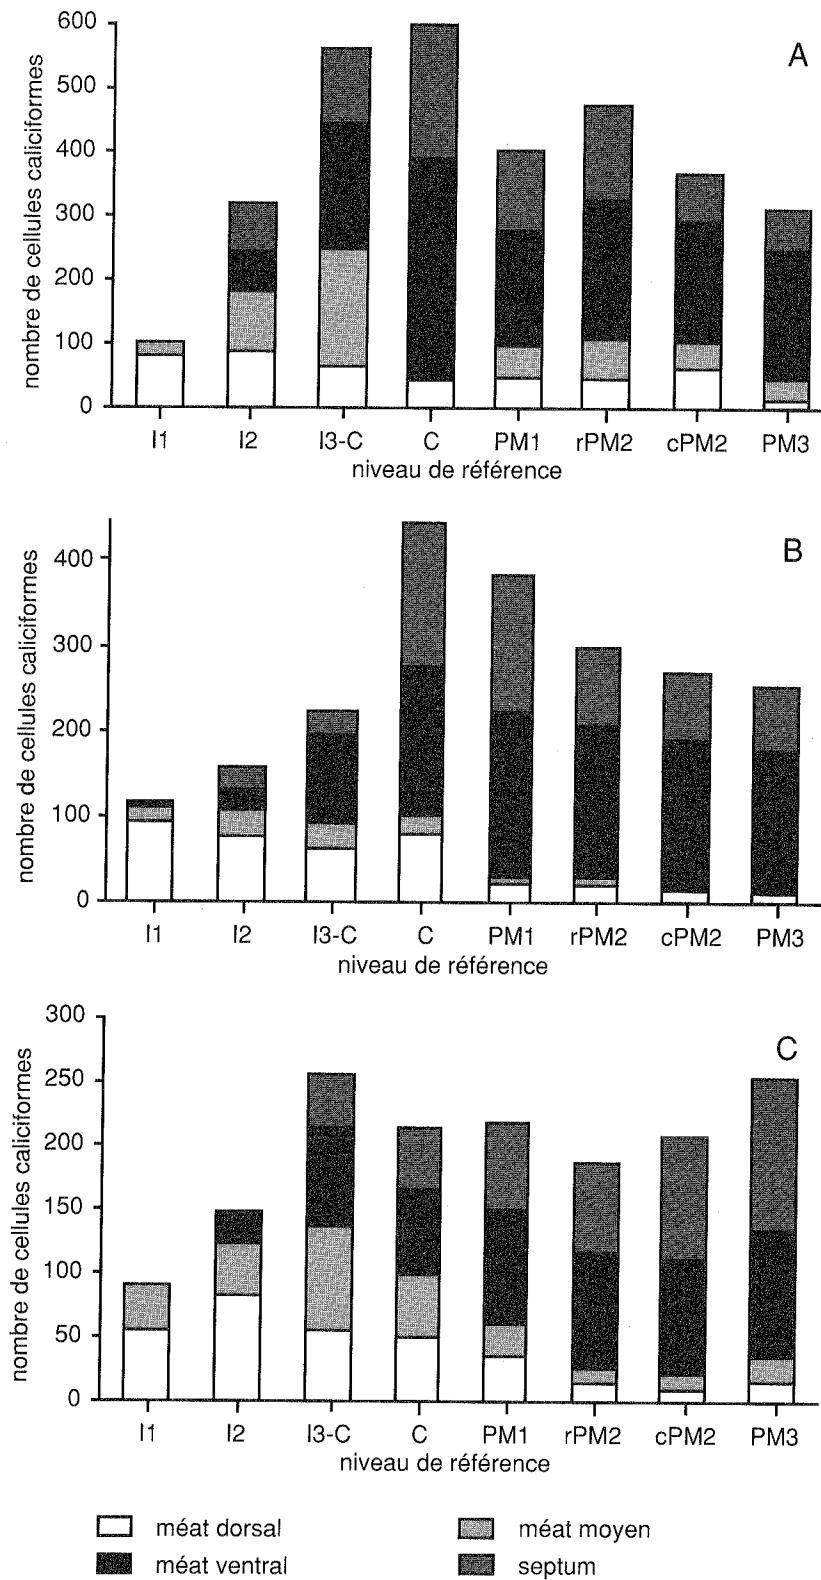 A
nombre de cellules caliciformes
600
500
400
300
200
100
0
I1 I2 I3-C C PM1 rPM2 cPM2 PM3
niveau de référence
B
nombre de cellules caliciformes
400
300
200
100
0
I1 I2 I3-C C PM1 rPM2 cPM2 PM3
niveau de référence
C
nombre de cellules caliciformes
300
250
200
150
100
50
0
I1 I2 I3-C C PM1 rPM2 cPM2 PM3
niveau de référence
méat dorsal méat moyen
méat ventral septum